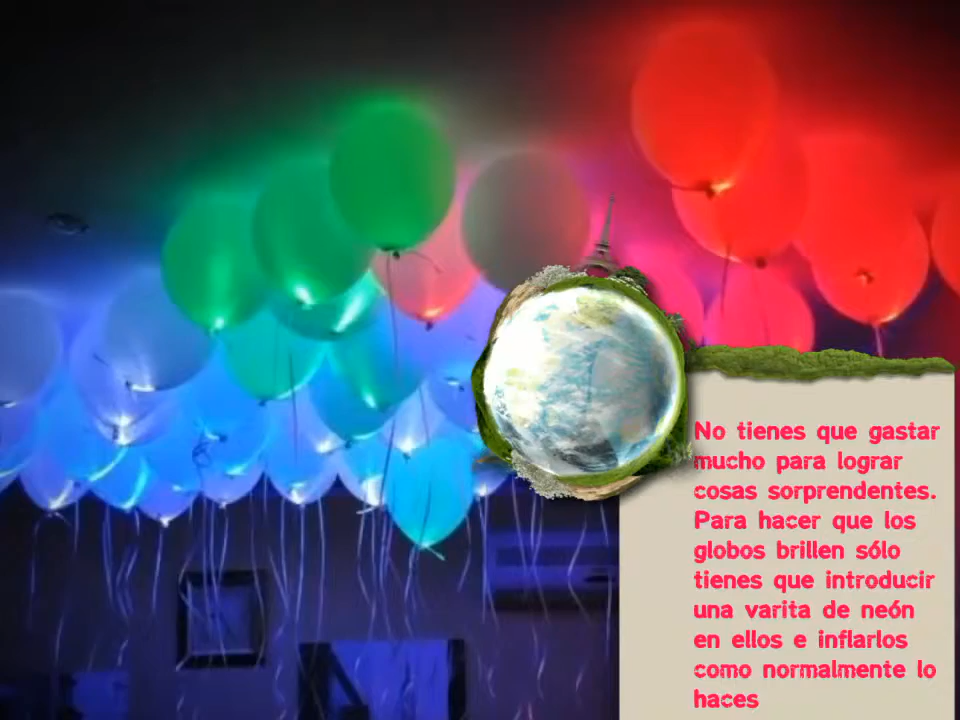 No tienes que gastar
mucho para lograr
cosas sorprendentes.
Para hacer que los
globos brillen sólo
tienes que introducir
una varita de neón
en ellos e inflarlos
como normalmente lo
haces